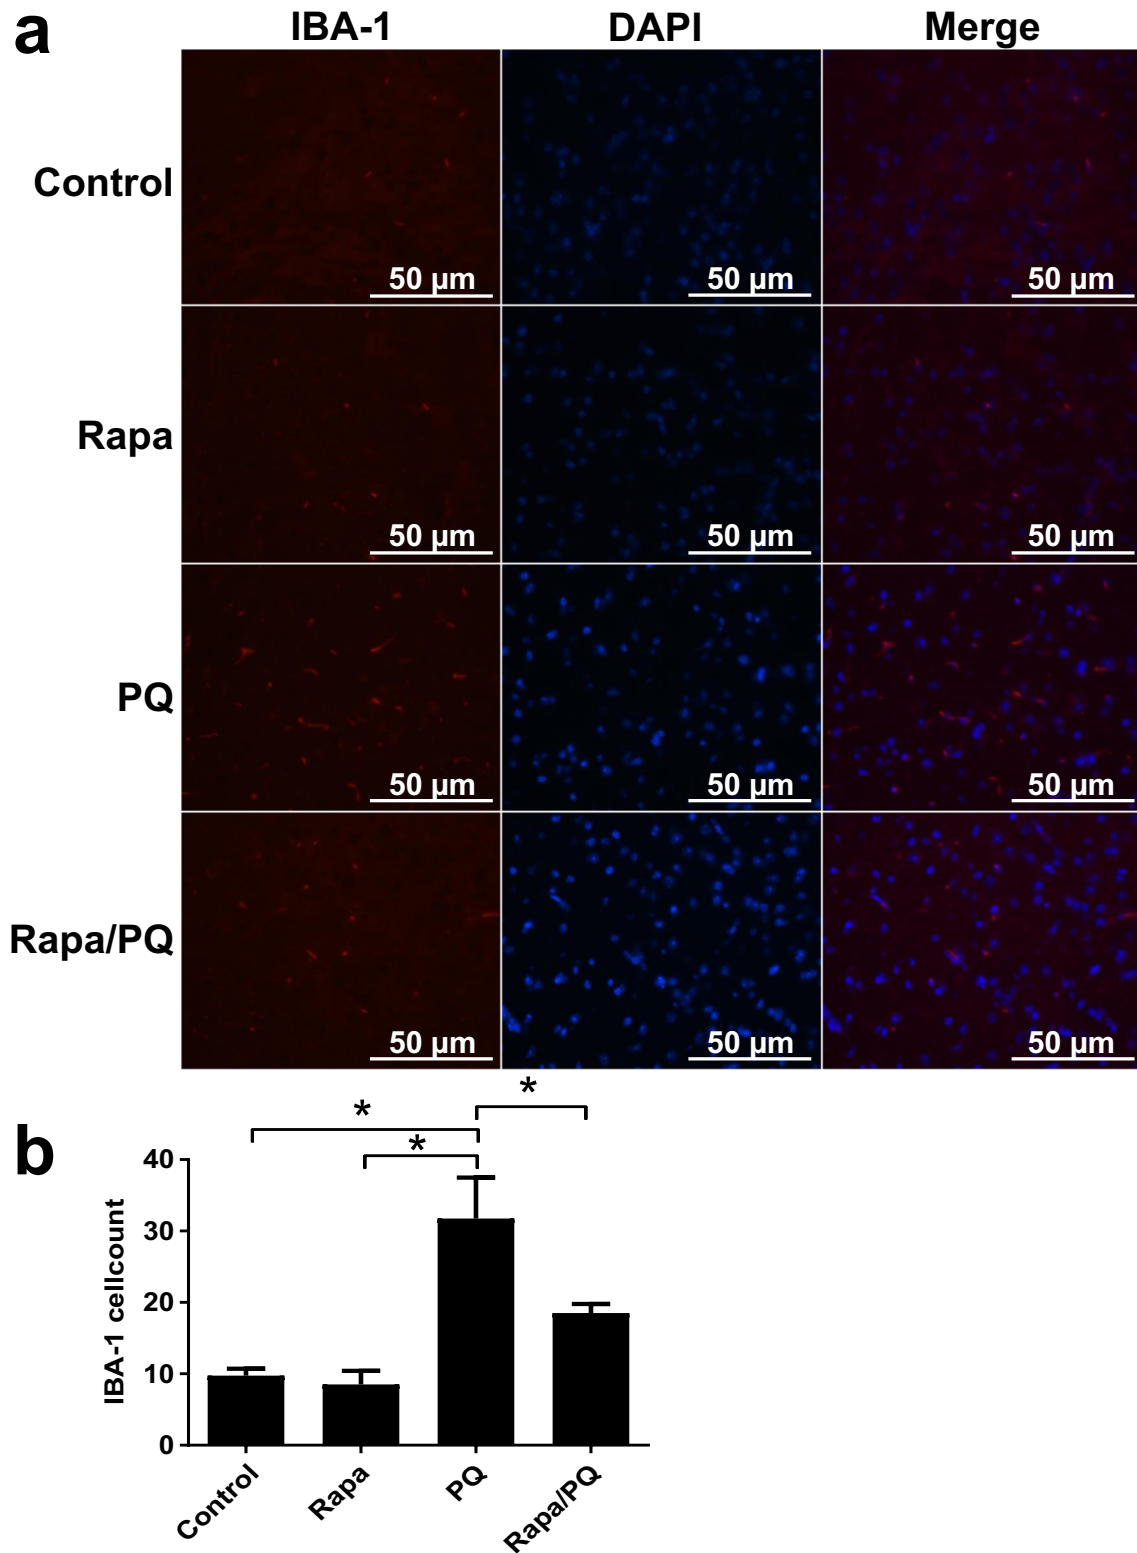 a
IBA-1 DAPI Merge
Control
50 µm 50 µm 50 µm
Rapa
50 µm 50 µm 50 µm
PQ
50 µm 50 µm 50 µm
Rapa/PQ
50 µm 50 µm 50 µm
b
*
*
*
IBA-1 cellcount
40
30
20
10
0
Control Rapa PQ Rapa/PQ